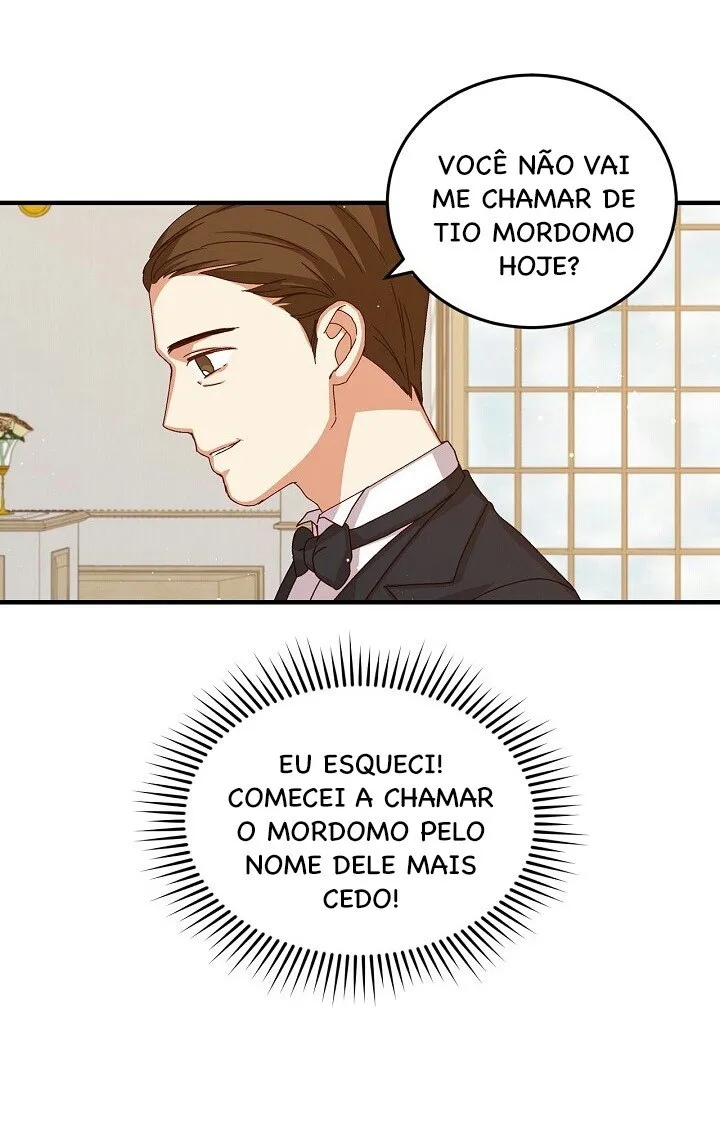 VOCÊ NÃO VAI
ME CHAMAR DE
TIO MORDOMO
HOJE?
EU ESQUECI!
COMECEI A CHAMAR
O MORDOMO PELO
NOME DELE MAIS
CEDO!